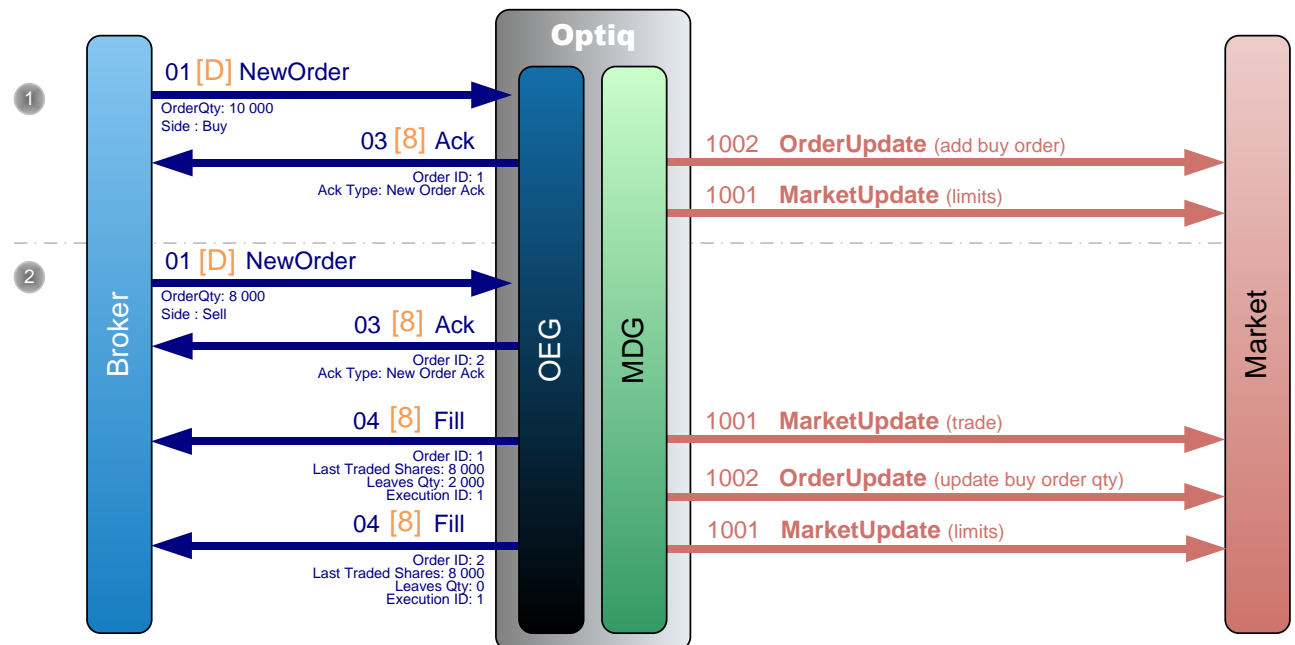 Optiq
1
01 [D] NewOrder
OrderQty: 10 000
Side : Buy
03 [8] Ack
Order ID: 1
Ack Type: New Order Ack
1002 OrderUpdate (add buy order)
1001 MarketUpdate (limits)
2
01 [D] NewOrder
OrderQty: 8 000
Side : Sell
03 [8] Ack
Order ID: 2
Ack Type: New Order Ack
04 [8] Fill
Order ID: 1
Last Traded Shares: 8 000
Leaves Qty: 2 000
Execution ID: 1
04 [8] Fill
Order ID: 2
Last Traded Shares: 8 000
Leaves Qty: 0
Execution ID: 1
1001 MarketUpdate (trade)
1002 OrderUpdate (update buy order qty)
1001 MarketUpdate (limits)
Broker
OEG
MDG
Market